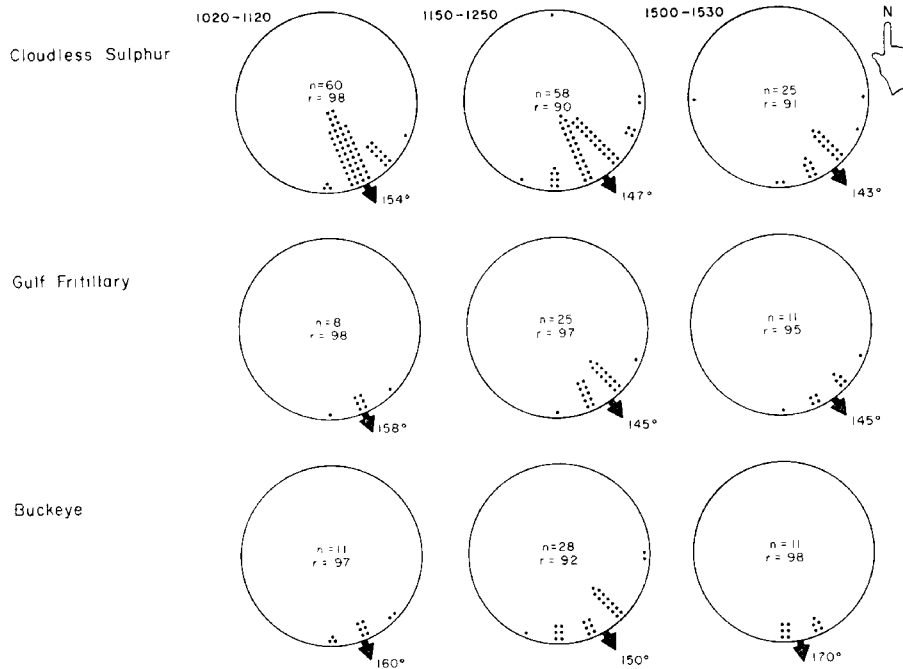 1020-1120 1150-1250 1500-1530 N
Cloudless Sulphur
n=60 n=58 n=25
r = 98 r = 90 r = 91
154° 147° 143°
Gulf Fritillary
n=8 n=25 n=11
r = 98 r = 97 r = 95
158° 145° 145°
Buckeye
n=11 n=28 n=11
r = 97 r = 92 r = 98
160° 150° 170°